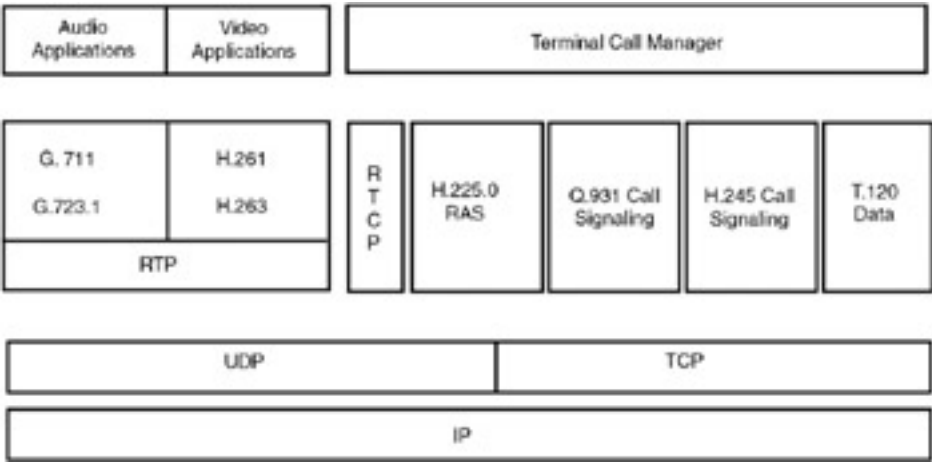 Audio
Applications
Video
Applications
Terminal Call Manager
G. 711
G.723.1
H.261
H.263
RTP
R
T
C
P
H.225.0
RAS
Q.931 Call
Signaling
H.245 Call
Signaling
T.120
Data
UDP
TCP
IP